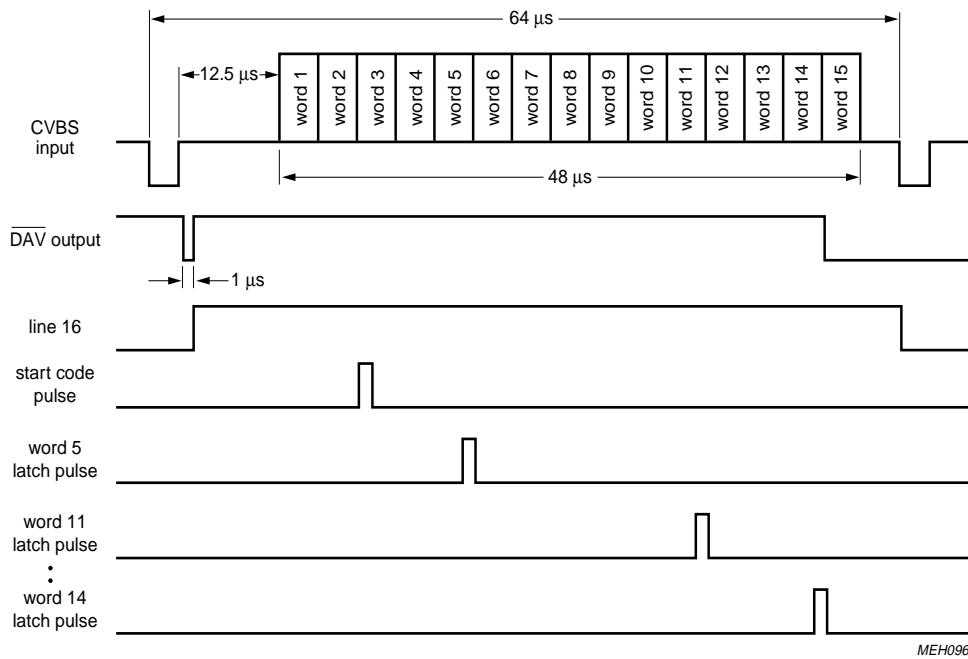 64 μs
12.5 μs
word 1
word 2
word 3
word 4
word 5
word 6
word 7
word 8
word 9
word 10
word 11
word 12
word 13
word 14
word 15
CVBS
input
48 μs
DAV output
1 μs
line 16
start code
pulse
word 5
latch pulse
word 11
latch pulse
word 14
latch pulse
MEH096